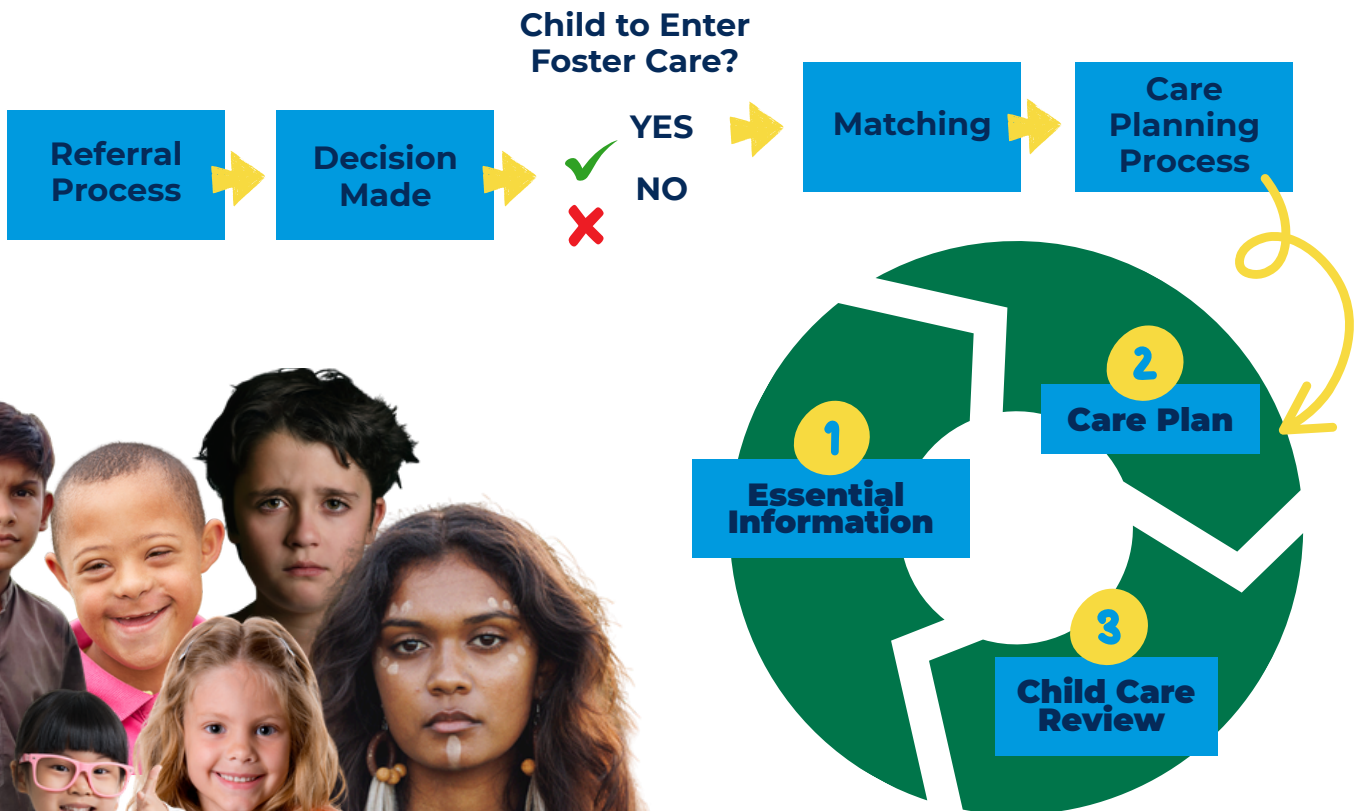 Child to Enter
Foster Care?
Referral
Process
Decision
Made
YES
NO
Matching
Care
Planning
Process
1
Essential
Information
2
Care Plan
3
Child Care
Review